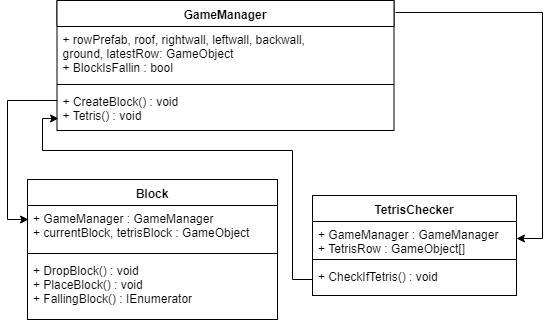 GameManager
+ rowPrefab, roof, rightwall, leftwall, backwall,
ground, latestRow: GameObject
+ BlockIsFallin : bool
+ CreateBlock() : void
+ Tetris() : void
Block
+ GameManager : GameManager
+ currentBlock, tetrisBlock : GameObject
+ DropBlock() : void
+ PlaceBlock() : void
+ FallingBlock() : IEnumerator
TetrisChecker
+ GameManager : GameManager
+ TetrisRow : GameObject[]
+ CheckIfTetris() : void